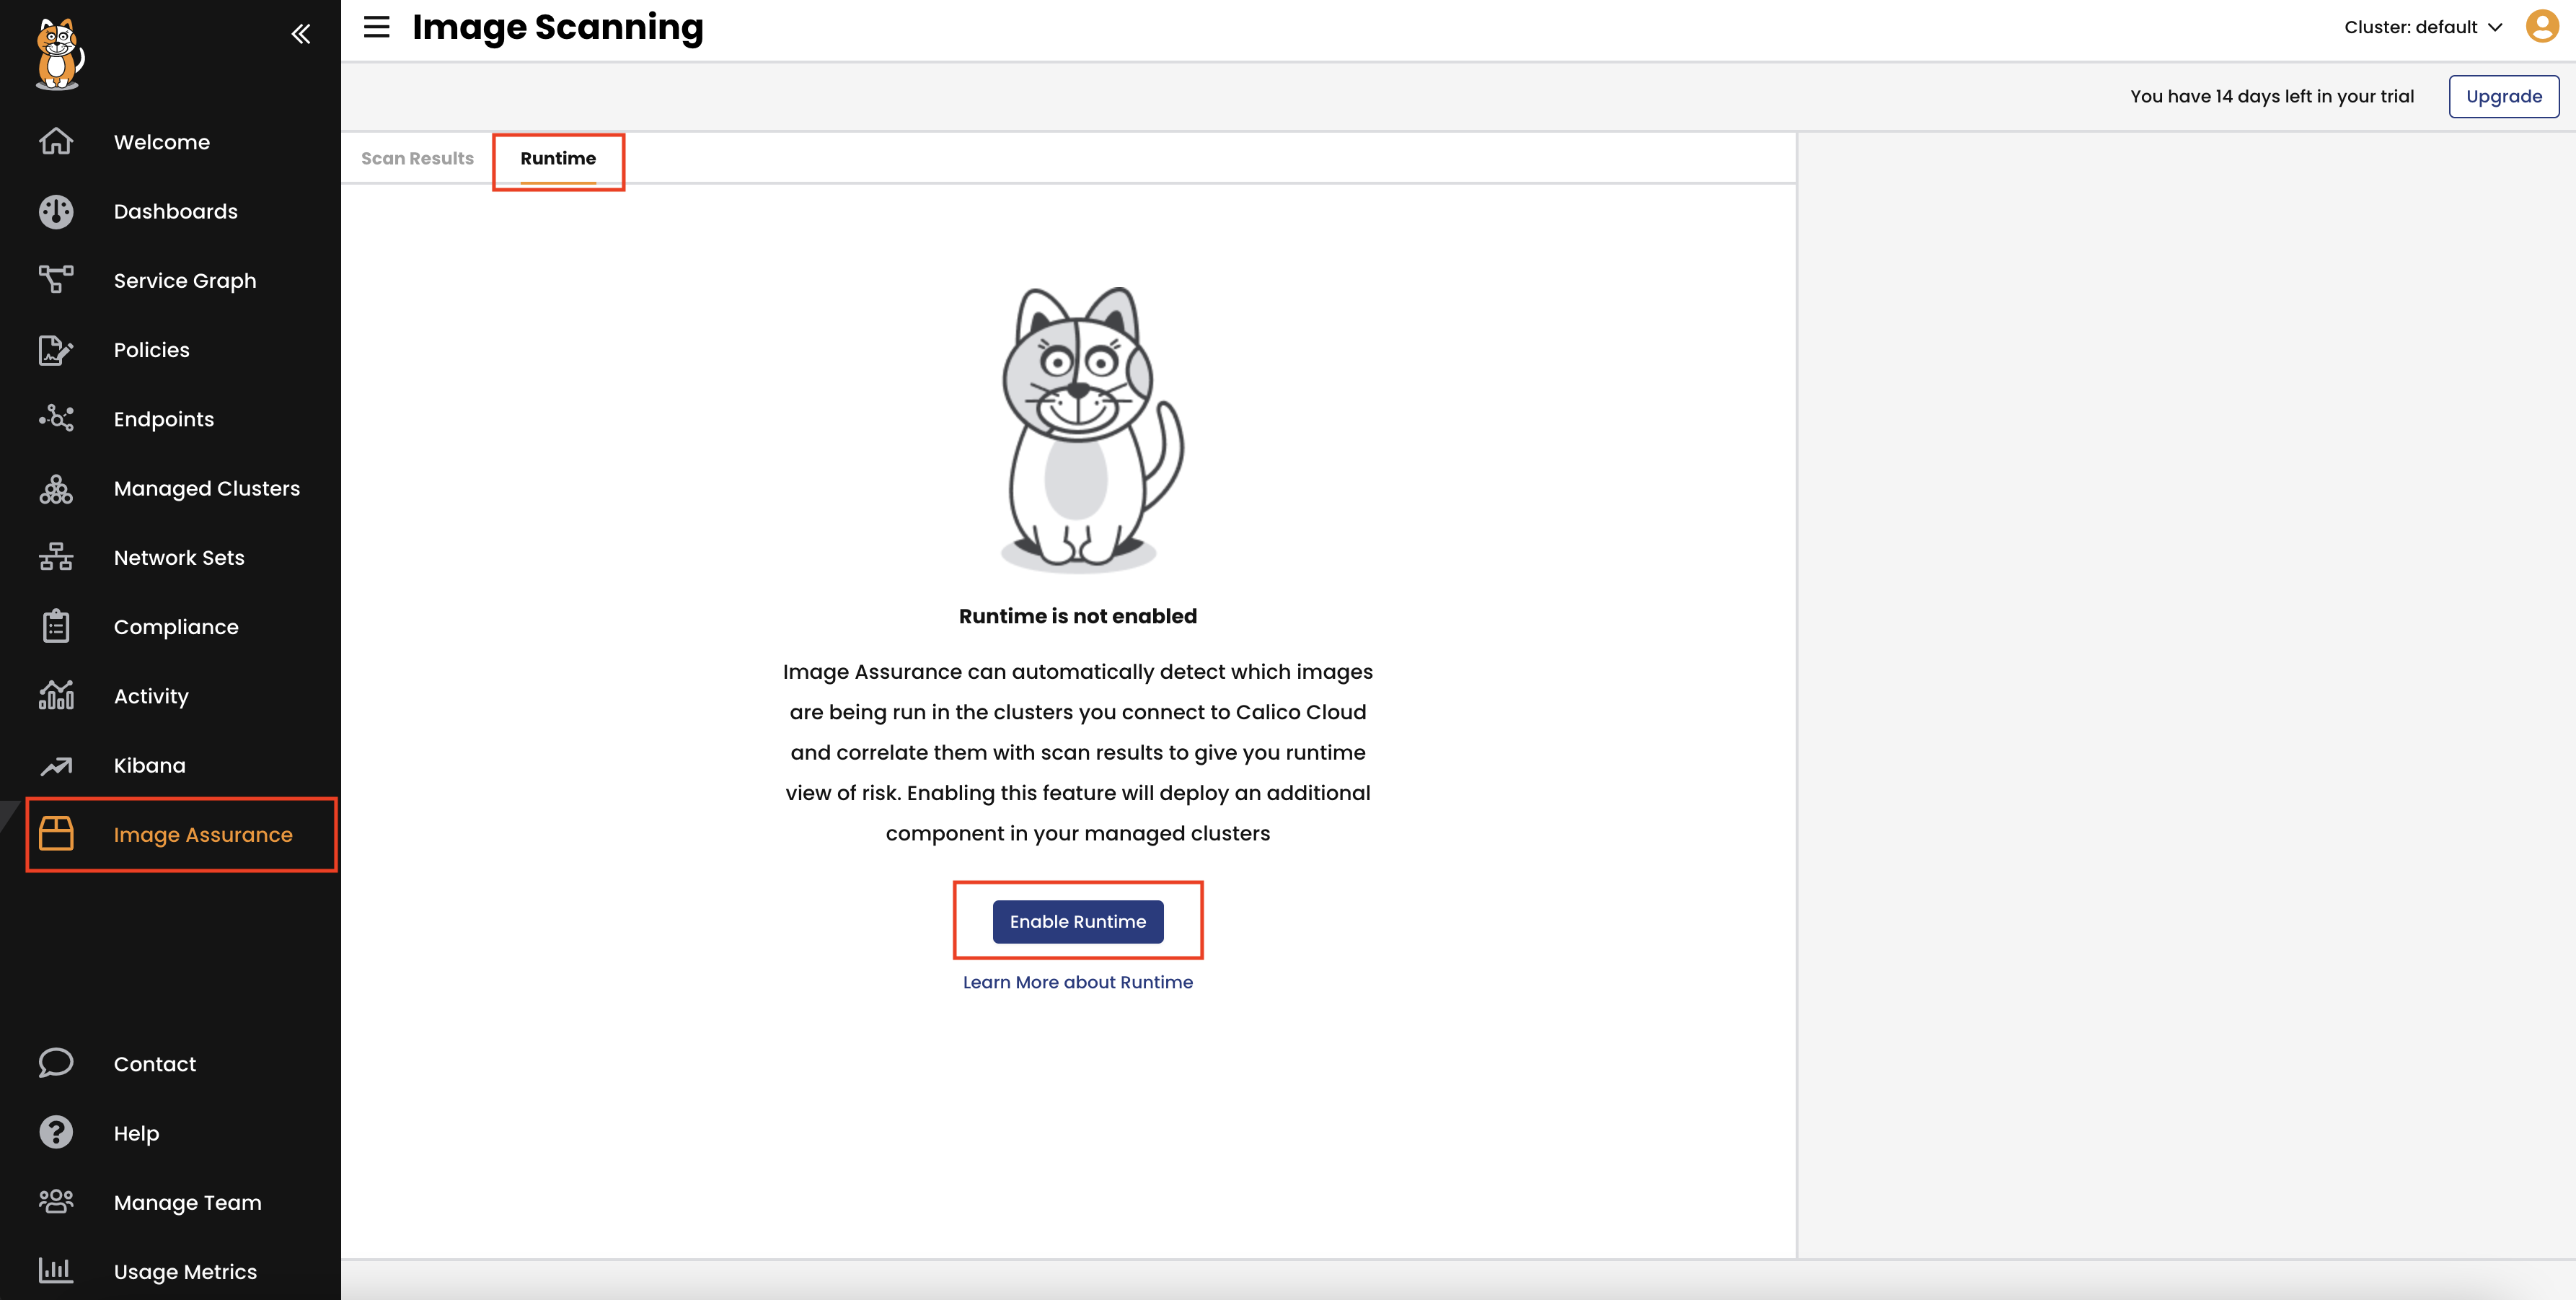 Image Scanning
Cluster: default
You have 14 days left in your trial
Upgrade
Welcome
Dashboards
Service Graph
Policies
Endpoints
Managed Clusters
Network Sets
Compliance
Activity
Kibana
Image Assurance
Contact
Help
Manage Team
Usage Metrics
Scan Results
Runtime
Runtime is not enabled
Image Assurance can automatically detect which images
are being run in the clusters you connect to Calico Cloud
and correlate them with scan results to give you runtime
view of risk. Enabling this feature will deploy an additional
component in your managed clusters
Enable Runtime
Learn More about Runtime